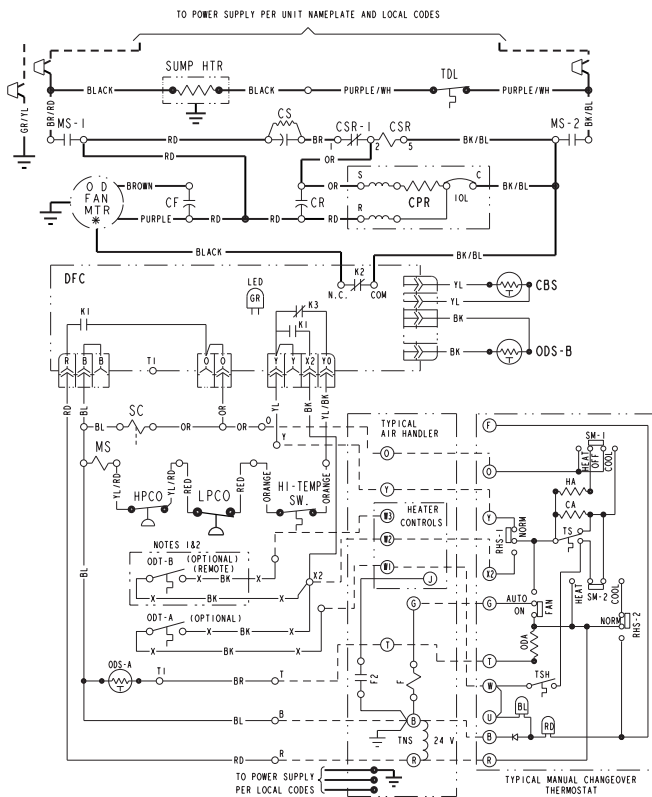 TO POWER SUPPLY PER UNIT NAMEPLATE AND LOCAL CODES
SUMP HTR
TDL
BLACK
BLACK
PURPLE/WH
PURPLE/WH
GR/YL
BR/RD
BK/BL
MS-1
CS
CSR-1
CSR
MS-2
RD
BR
1
2
5
BK/BL
RD
OR
O D
FAN
MTR
*
BROWN
CF
PURPLE
RD
CR
RD
OR
S
C
R
CPR
IOL
BK/BL
RD
BLACK
BK/BL
DFC
LED
GR
K2
N.C.
COM
K3
K1
K1
YL
CBS
YL
BK
BK
ODS-B
R
B
B
T1
O
O
Y
Y
X2
YO
RD
BL
SC
BL
OR
OR
OR
O
YL
BK
YL/BK
Y
MS
YL/RD
HPCO
YL/RD
RED
LPCO
RED
ORANGE
HI-TEMP
SW.
ORANGE
NOTES 1&2
ODT-B
(OPTIONAL)
(REMOTE)
X
BK
X
BK
X
X2
ODT-A
(OPTIONAL)
X
X
BK
X
X
BK
BL
ODS-A
T1
BR
T
BL
B
RD
R
TYPICAL
AIR HANDLER
O
Y
W3
HEATER
CONTROLS
W2
W1
J
G
T
F2
F
B
TNS
24 V
R
TO POWER SUPPLY
PER LOCAL CODES
F
O
SM-1
HEAT
OFF
COOL
HA
CA
Y
RHS-1
NORM
TS
X2
HEAT
SM-2
COOL
G
AUTO
ON
FAN
NORM
RHS-2
ODA
T
W
TSH
U
BL
RD
B
R
TYPICAL MANUAL CHANGEOVER
THERMOSTAT